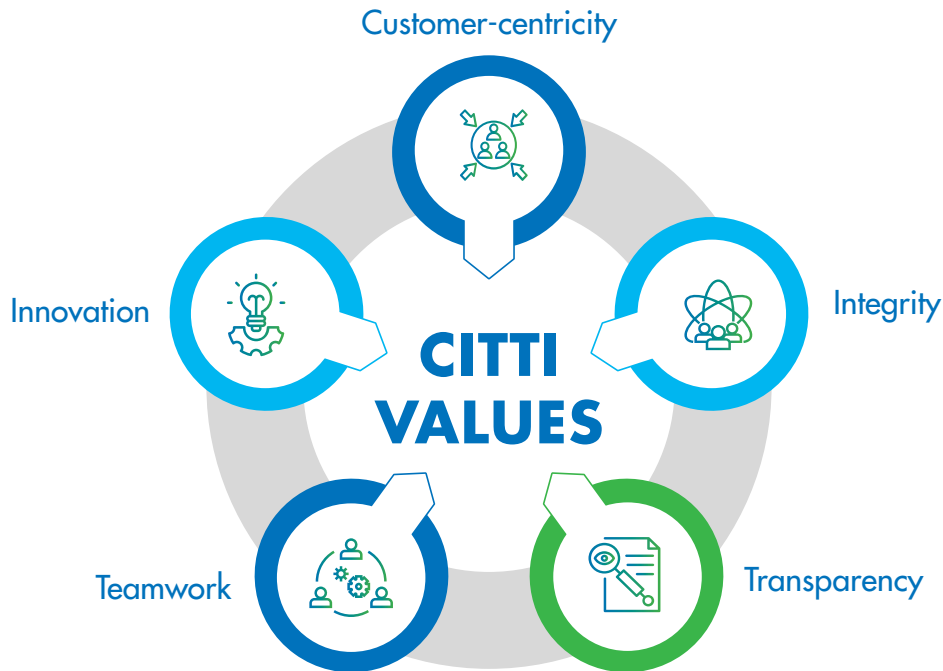 Customer-centricity
Innovation
Integrity
CITTI
VALUES
Teamwork
Transparency